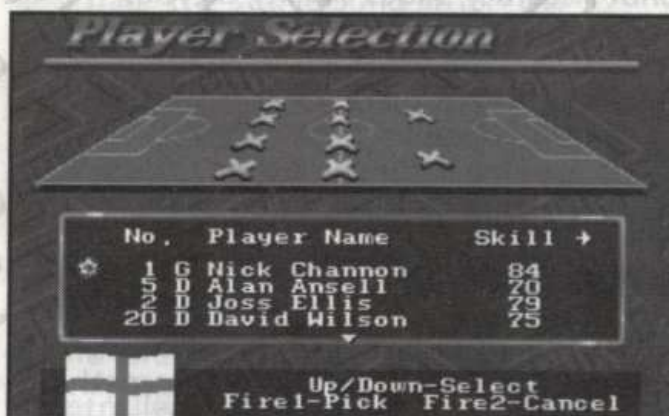 Player Selection
No. Player Name Skill →
1 G Nick Channon 84
5 D Alan Ansell 70
2 D Joss Ellis 79
20 D David Wilson 75
Up/Down-Select
Fire1-Pick Fire2-Cancel